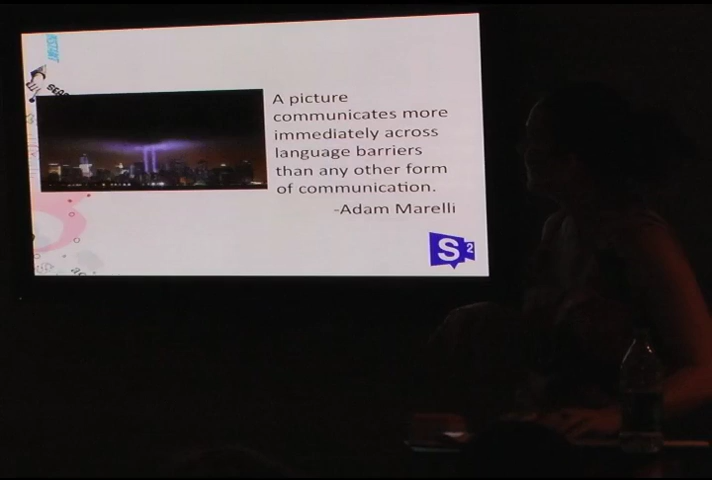 A picture
communicates more
immediately across
language barriers
than any other form
of communication.
-Adam Marelli
S2